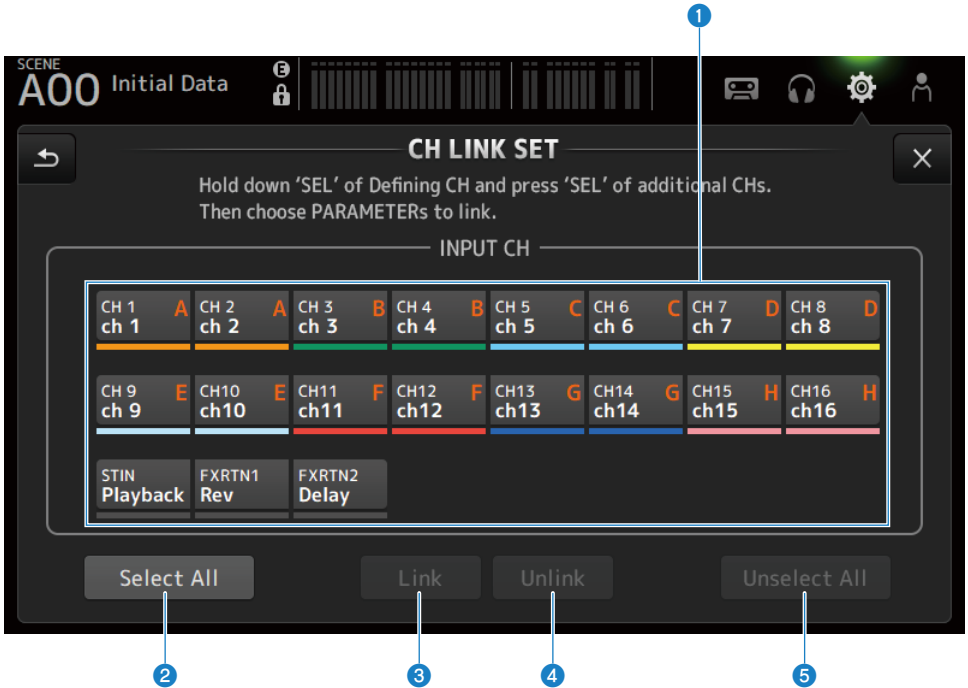 1
SCENE
A00 Initial Data
E
CH LINK SET
Hold down ‘SEL’ of Defining CH and press ‘SEL’ of additional CHs.
Then choose PARAMETERs to link.
INPUT CH
CH 1 A CH 2 A CH 3 B CH 4 B CH 5 C CH 6 C CH 7 D CH 8 D
ch 1 ch 2 ch 3 ch 4 ch 5 ch 6 ch 7 ch 8
CH 9 E CH10 E CH11 F CH12 F CH13 G CH14 G CH15 H CH16 H
ch 9 ch10 ch11 ch12 ch13 ch14 ch15 ch16
STIN FXRTN1 FXRTN2
Playback Rev Delay
Select All Link Unlink Unselect All
2 3 4 5